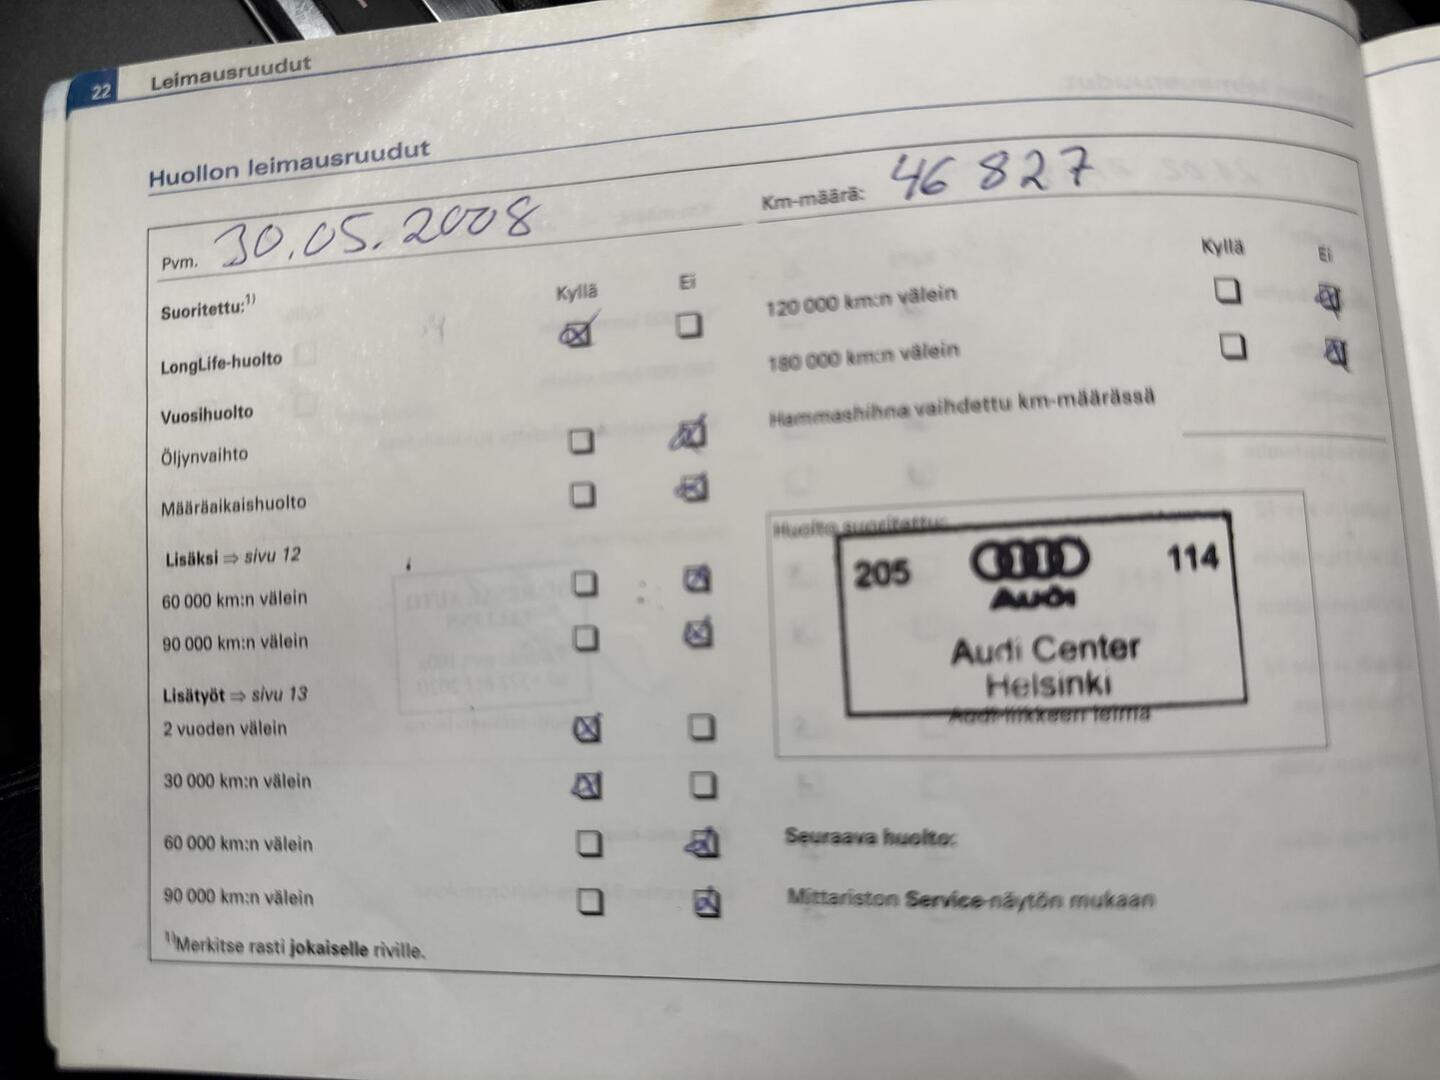 22 Leimausruudut
Huollon leimausruudut
Pvm. 30.05.2008
Km-määrä: 46 827
Suoritettu:1)
Kyllä Ei
LongLife-huolto
Vuosihuolto
Öljynvaihto
Määräaikaishuolto
Lisäksi ⇒ sivu 12
60 000 km:n välein
90 000 km:n välein
Lisätyöt ⇒ sivu 13
2 vuoden välein
30 000 km:n välein
60 000 km:n välein
90 000 km:n välein
1)Merkitse rasti jokaiselle riville.
Kyllä Ei
120 000 km:n välein
180 000 km:n välein
Hammashihna vaihdettu km-määrässä
Huolto suoritettu:
205 Audi 114
Audi Center
Helsinki
Audi-liikkeen leima
Seuraava huolto:
Mittariston Service-näytön mukaan